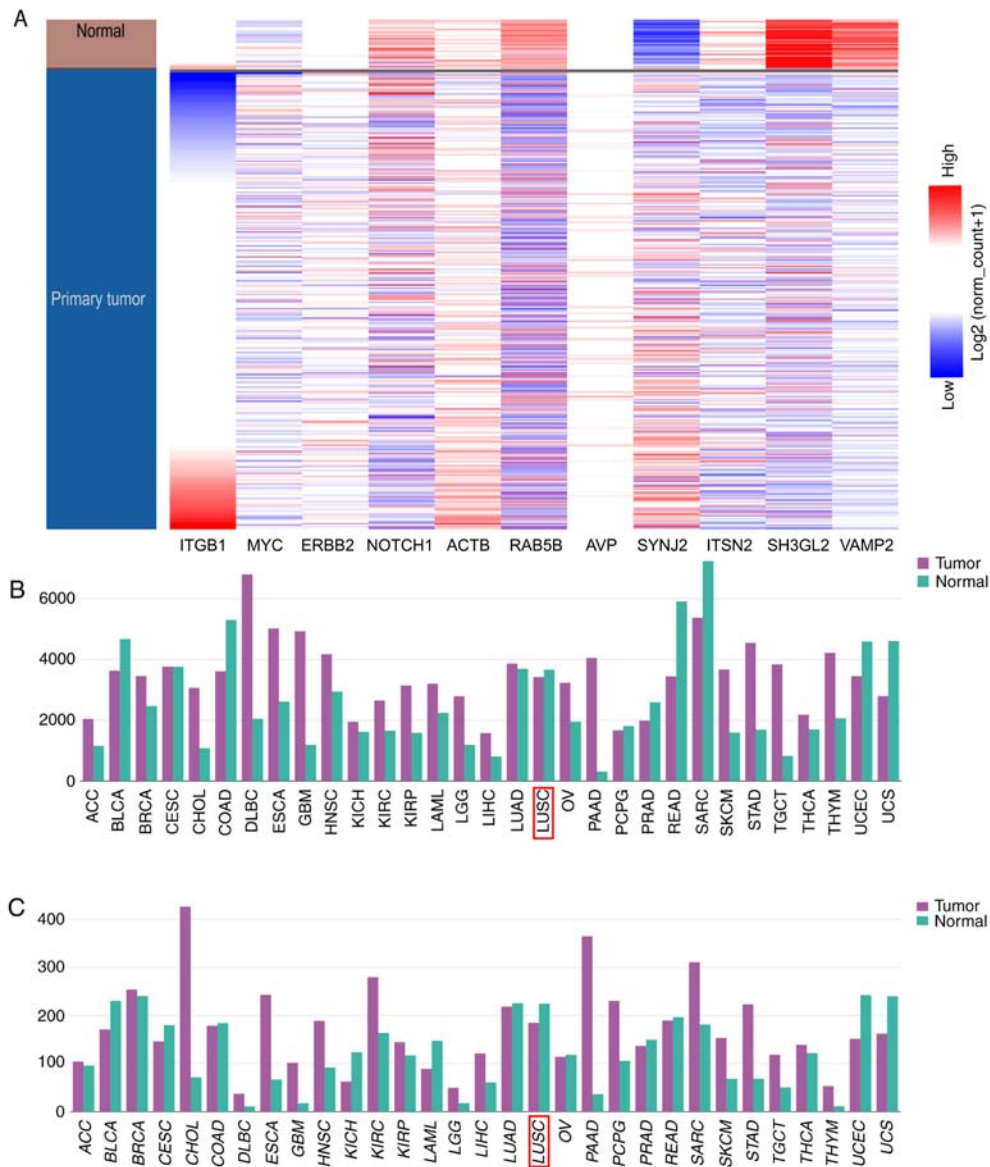 A
Normal
Primary tumor
High
Log2 (norm_count+1)
Low
ITGB1 MYC ERBB2 NOTCH1 ACTB RAB5B AVP SYNJ2 ITSN2 SH3GL2 VAMP2
B
Tumor
Normal
6000
4000
2000
0
ACC BLCA BRCA CESC CHOL COAD DLBC ESCA GBM HNSC KICH KIRC KIRP LAML LGG LIHC LUAD LUSC OV PAAD PCPG PRAD READ SARC SKCM STAD TGCT THCA THYM UCEC UCS
C
Tumor
Normal
400
300
200
100
0
ACC BLCA BRCA CESC CHOL COAD DLBC ESCA GBM HNSC KICH KIRC KIRP LAML LGG LIHC LUAD LUSC OV PAAD PCPG PRAD READ SARC SKCM STAD TGCT THCA THYM UCEC UCS